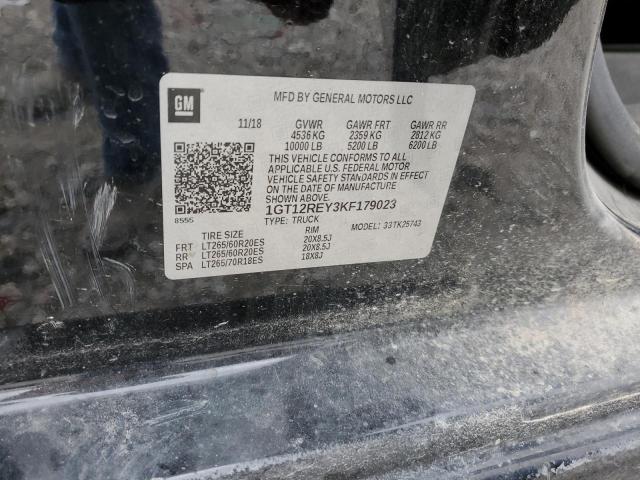 GM
MFD BY GENERAL MOTORS LLC
11/18 GVWR GAWR FRT GAWR RR
4536 KG 2359 KG 2812 KG
10000 LB 5200 LB 6200 LB
THIS VEHICLE CONFORMS TO ALL
APPLICABLE U.S. FEDERAL MOTOR
VEHICLE SAFETY STANDARDS IN EFFECT
ON THE DATE OF MANUFACTURE SHOWN ABOVE.
8555 1GT12REY3KF179023
TYPE: TRUCK MODEL: 33TK25743
TIRE SIZE RIM
FRT LT265/60R20ES 20X8.5J
RR LT265/60R20ES 20X8.5J
SPA LT265/70R18ES 18X8J